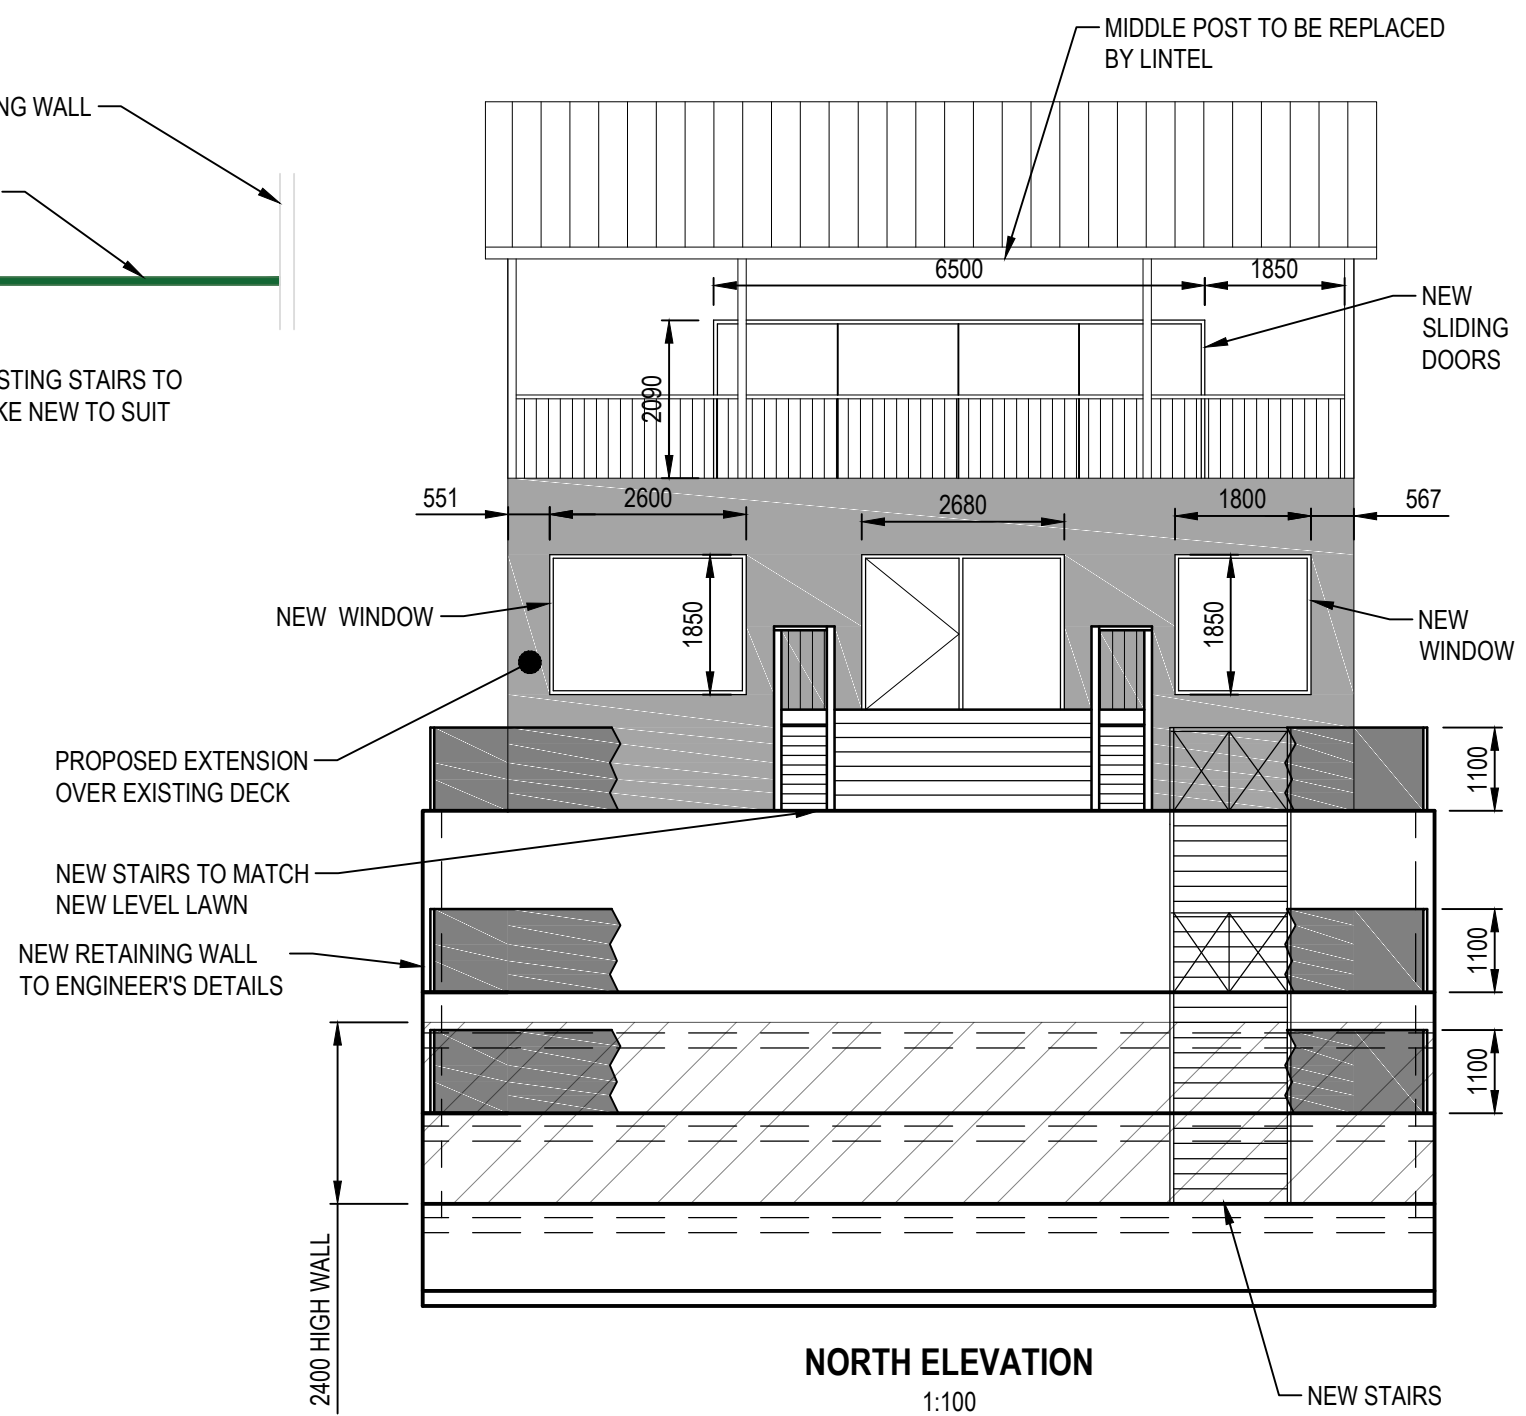 MIDDLE POST TO BE REPLACED
BY LINTEL
NG WALL
6500
1850
NEW
SLIDING
DOORS
2090
STING STAIRS TO
KE NEW TO SUIT
551
2600
2680
1800
567
NEW WINDOW
1850
1850
NEW
WINDOW
PROPOSED EXTENSION
OVER EXISTING DECK
1100
NEW STAIRS TO MATCH
NEW LEVEL LAWN
NEW RETAINING WALL
TO ENGINEER'S DETAILS
1100
1100
2400 HIGH WALL
NORTH ELEVATION
1:100
NEW STAIRS